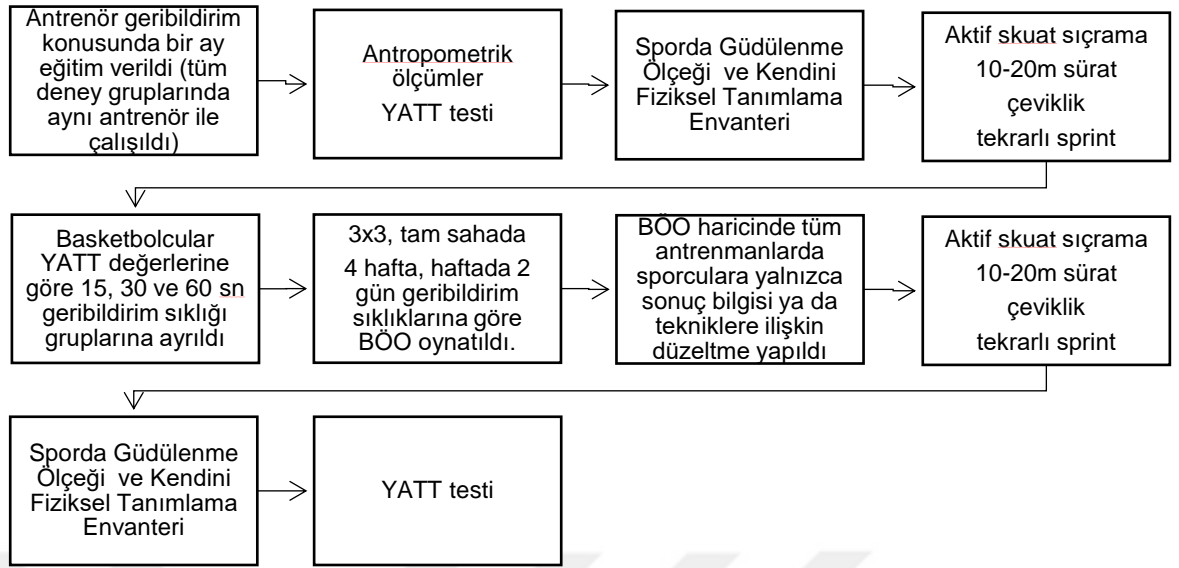 Antrenör geribildirim
konusunda bir ay
eğitim verildi (tüm
deney gruplarında
aynı antrenör ile
çalışıldı)
Antropometrik
ölçümler
YATT testi
Sporda Güdülenme
Ölçeği ve Kendini
Fiziksel Tanımlama
Envanteri
Aktif skuat sıçrama
10-20m sürat
çeviklik
tekrarlı sprint
Basketbolcular
YATT değerlerine
göre 15, 30 ve 60 sn
geribildirim sıklığı
gruplarına ayrıldı
3x3, tam sahada
4 hafta, haftada 2
gün geribildirim
sıklıklarına göre
BÖO oynatıldı.
BÖO haricinde tüm
antrenmanlarda
sporculara yalnızca
sonuç bilgisi ya da
tekniklere ilişkin
düzeltme yapıldı
Aktif skuat sıçrama
10-20m sürat
çeviklik
tekrarlı sprint
Sporda Güdülenme
Ölçeği ve Kendini
Fiziksel Tanımlama
Envanteri
YATT testi